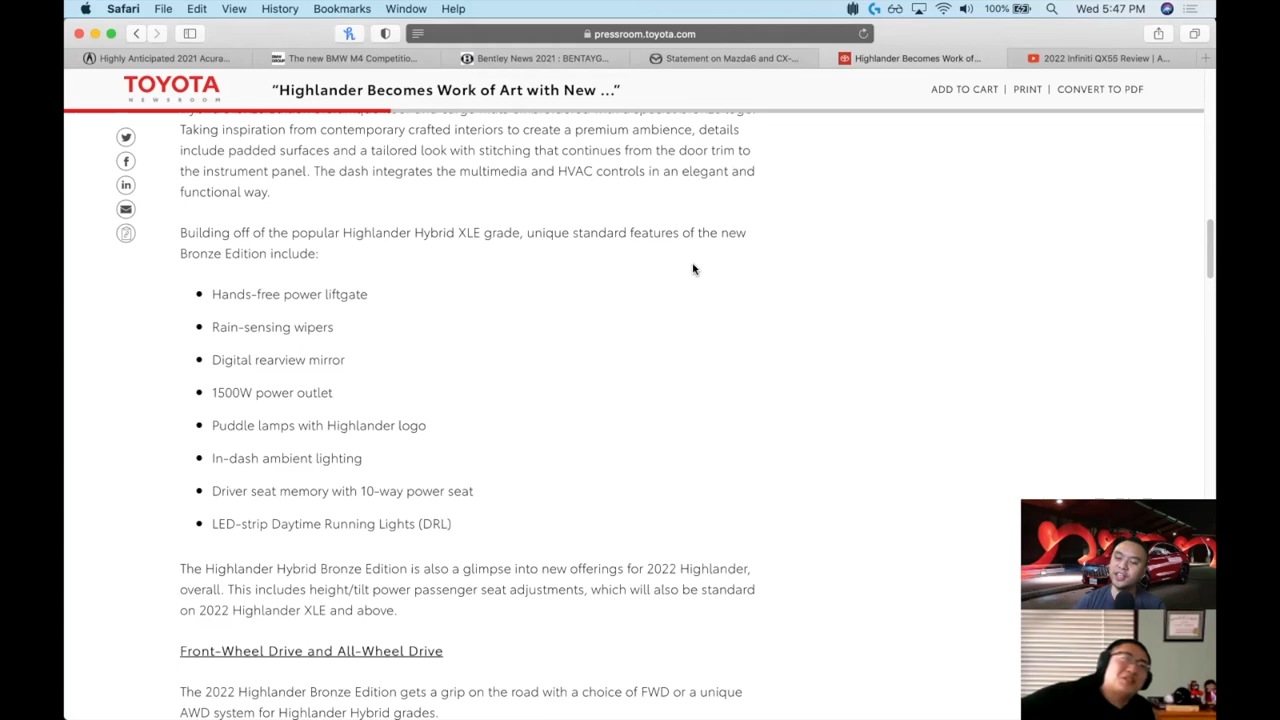 Safari File Edit View History Bookmarks Window Help 100% Wed 5:47 PM
pressroom.toyota.com
Highly Anticipated 2021 Acura... The new BMW M4 Competitio... Bentley News 2021 : BENTAYG... Statement on Mazda6 and CX-... Highlander Becomes Work of... 2022 Infiniti QX55 Review | A...
TOYOTA
NEWSROOM
“Highlander Becomes Work of Art with New ...”
ADD TO CART | PRINT | CONVERT TO PDF
Taking inspiration from contemporary crafted interiors to create a premium ambience, details
include padded surfaces and a tailored look with stitching that continues from the door trim to
the instrument panel. The dash integrates the multimedia and HVAC controls in an elegant and
functional way.
Building off of the popular Highlander Hybrid XLE grade, unique standard features of the new
Bronze Edition include:
• Hands-free power liftgate
• Rain-sensing wipers
• Digital rearview mirror
• 1500W power outlet
• Puddle lamps with Highlander logo
• In-dash ambient lighting
• Driver seat memory with 10-way power seat
• LED-strip Daytime Running Lights (DRL)
The Highlander Hybrid Bronze Edition is also a glimpse into new offerings for 2022 Highlander,
overall. This includes height/tilt power passenger seat adjustments, which will also be standard
on 2022 Highlander XLE and above.
Front-Wheel Drive and All-Wheel Drive
The 2022 Highlander Bronze Edition gets a grip on the road with a choice of FWD or a unique
AWD system for Highlander Hybrid grades.